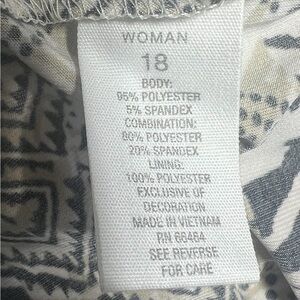 WOMAN
18
BODY:
95% POLYESTER
5% SPANDEX
COMBINATION:
80% POLYESTER
20% SPANDEX
LINING:
100% POLYESTER
EXCLUSIVE OF
DECORATION
MADE IN VIETNAM
RN 66464
SEE REVERSE
FOR CARE